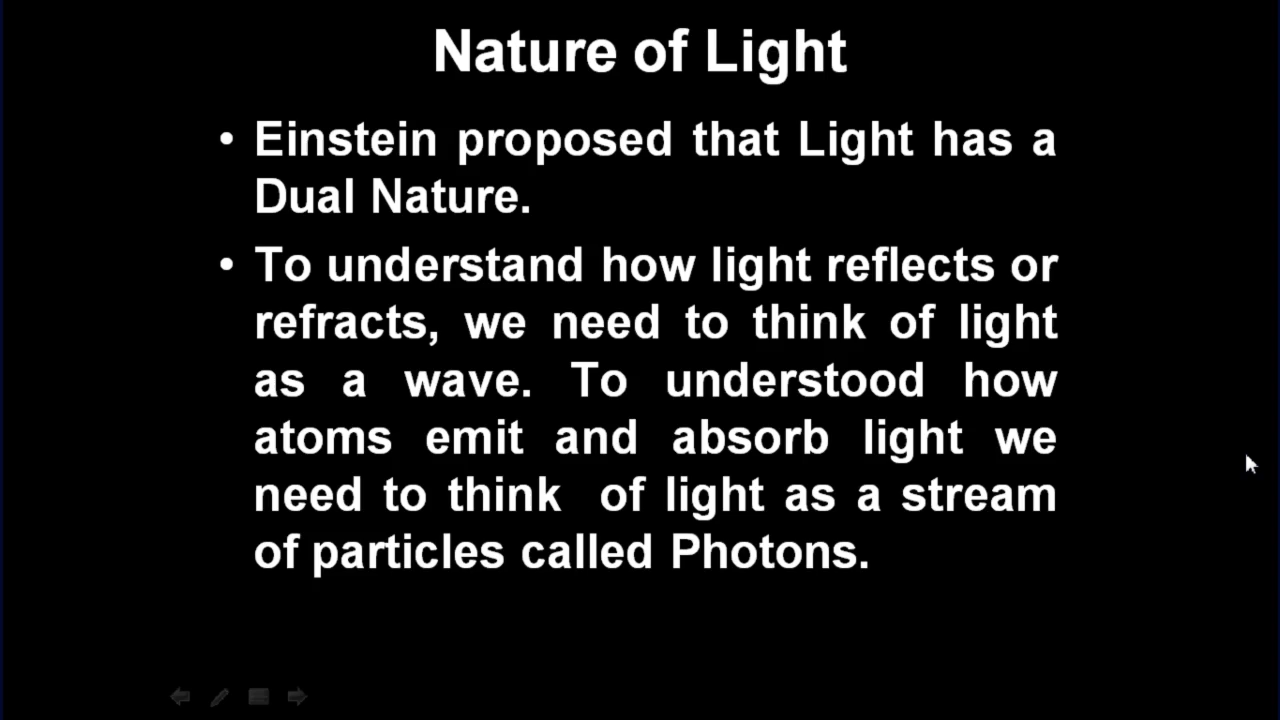 Nature of Light
• Einstein proposed that Light has a
Dual Nature.
• To understand how light reflects or
refracts, we need to think of light
as a wave. To understood how
atoms emit and absorb light we
need to think of light as a stream
of particles called Photons.